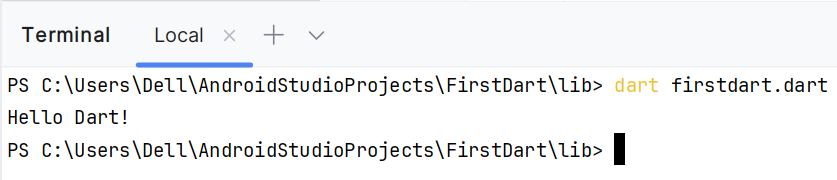 Terminal Local
PS C:\Users\Dell\AndroidStudioProjects\FirstDart\lib> dart firstdart.dart
Hello Dart!
PS C:\Users\Dell\AndroidStudioProjects\FirstDart\lib>